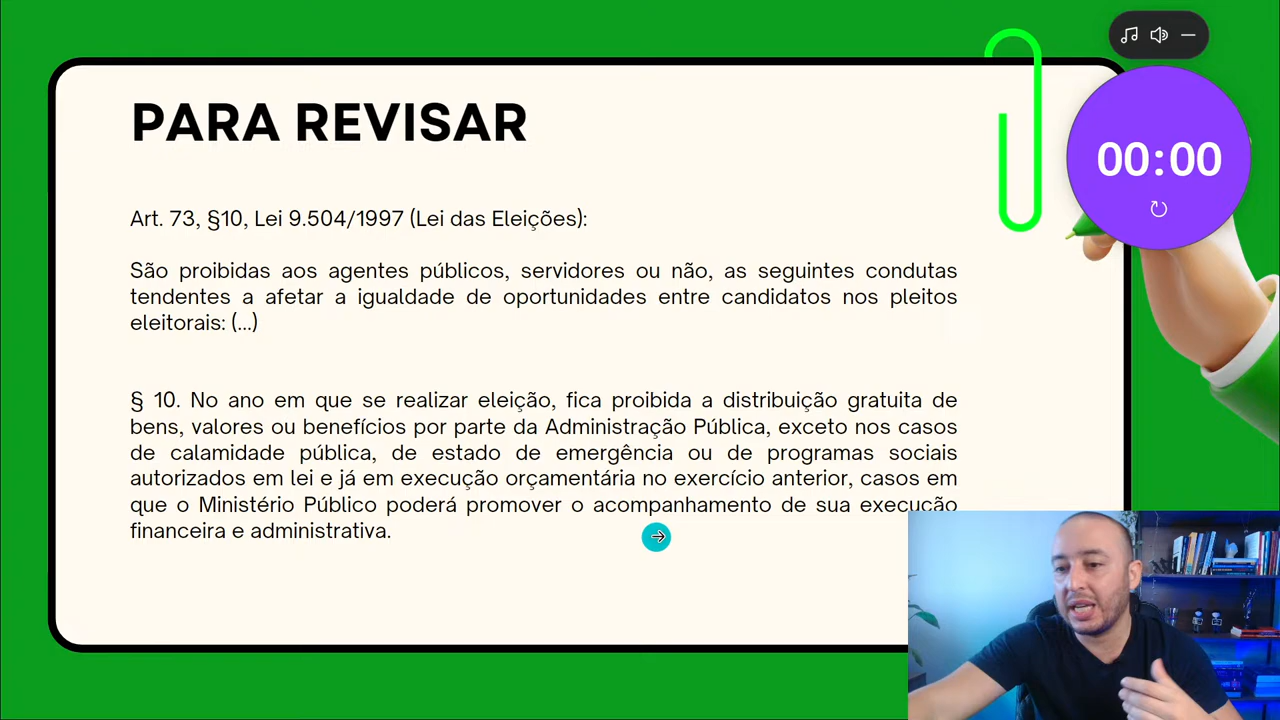 PARA REVISAR
00:00
Art. 73, §10, Lei 9.504/1997 (Lei das Eleições):
São proibidas aos agentes públicos, servidores ou não, as seguintes condutas
tendentes a afetar a igualdade de oportunidades entre candidatos nos pleitos
eleitorais: (...)
§ 10. No ano em que se realizar eleição, fica proibida a distribuição gratuita de
bens, valores ou benefícios por parte da Administração Pública, exceto nos casos
de calamidade pública, de estado de emergência ou de programas sociais
autorizados em lei e já em execução orçamentária no exercício anterior, casos em
que o Ministério Público poderá promover o acompanhamento de sua execução
financeira e administrativa.